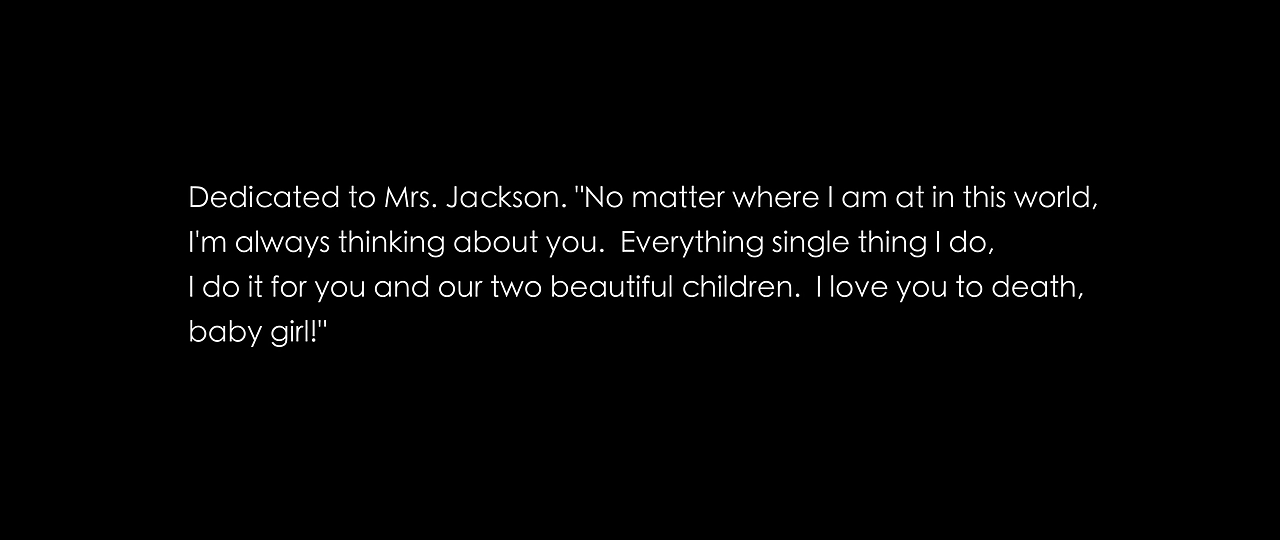 Dedicated to Mrs. Jackson. "No matter where I am at in this world,
I'm always thinking about you.  Everything single thing I do,
I do it for you and our two beautiful children.  I love you to death,
baby girl!"